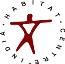 HABITAT
CENTRE · INDIA